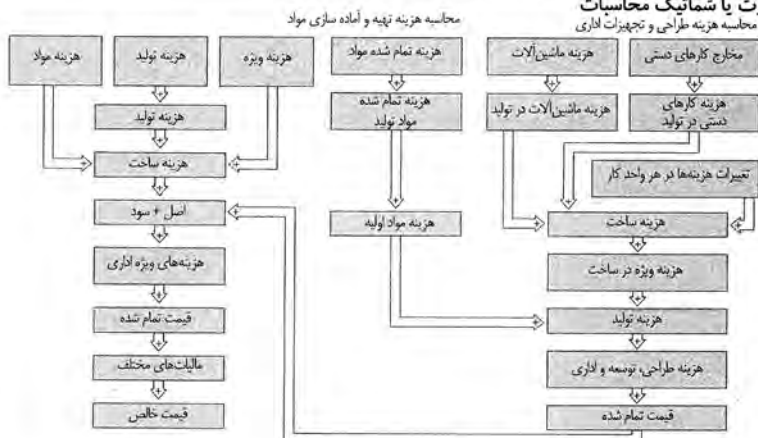 ت یا شماتیک محاسبات
محاسبه هزینه طراحی و تجهیزات اداری
محاسبه هزینه تهیه و آماده سازی مواد
مخارج کارهای دستی
هزینه ماشین‌آلات
هزینه تمام شده مواد
هزینه ویژه
هزینه تولید
هزینه مواد
هزینه کارهای
دستی در تولید
هزینه ماشین‌آلات در تولید
هزینه تمام شده
مواد تولید
هزینه تولید
هزینه ساخت
تغییرات هزینه‌ها در هر واحد کار
اصل + سود
هزینه مواد اولیه
هزینه ساخت
هزینه‌های ویژه اداری
هزینه ویژه در ساخت
قیمت تمام شده
هزینه تولید
مالیات‌های مختلف
هزینه طراحی، توسعه و اداری
قیمت خالص
قیمت تمام شده